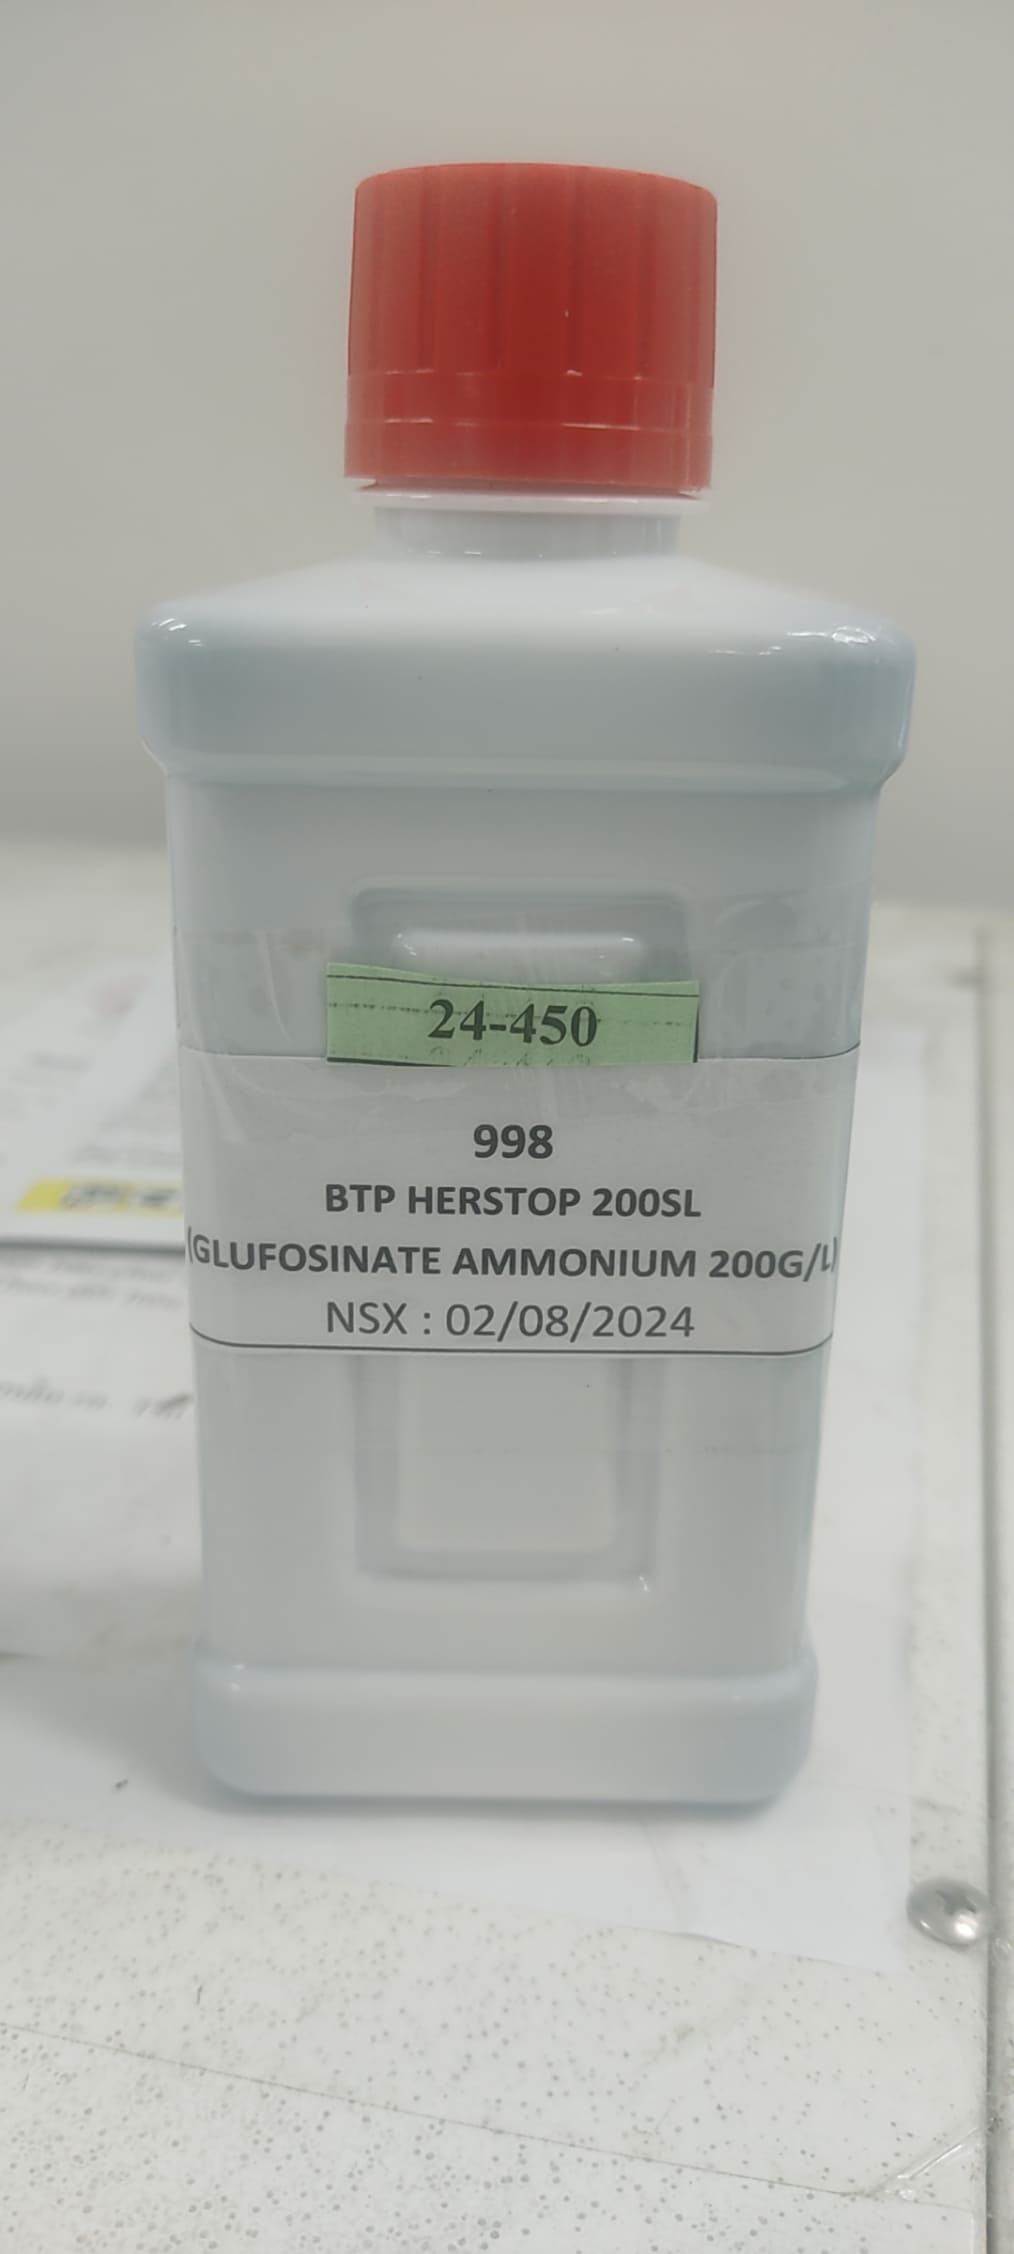 24-450
998
BTP HERSTOP 200SL
(GLUFOSINATE AMMONIUM 200G/L)
NSX : 02/08/2024